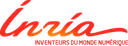 Inria
INVENTEURS DU MONDE NUMÉRIQUE